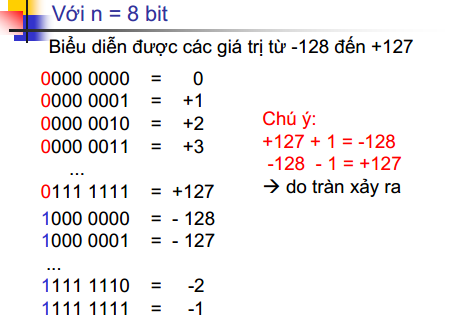 Với n = 8 bit
Biểu diễn được các giá trị từ -128 đến +127
0000 0000 = 0
0000 0001 = +1
0000 0010 = +2
0000 0011 = +3
...
0111 1111 = +127
1000 0000 = - 128
1000 0001 = - 127
...
1111 1110 = -2
1111 1111 = -1
Chú ý:
+127 + 1 = -128
-128 - 1 = +127
→ do tràn xảy ra